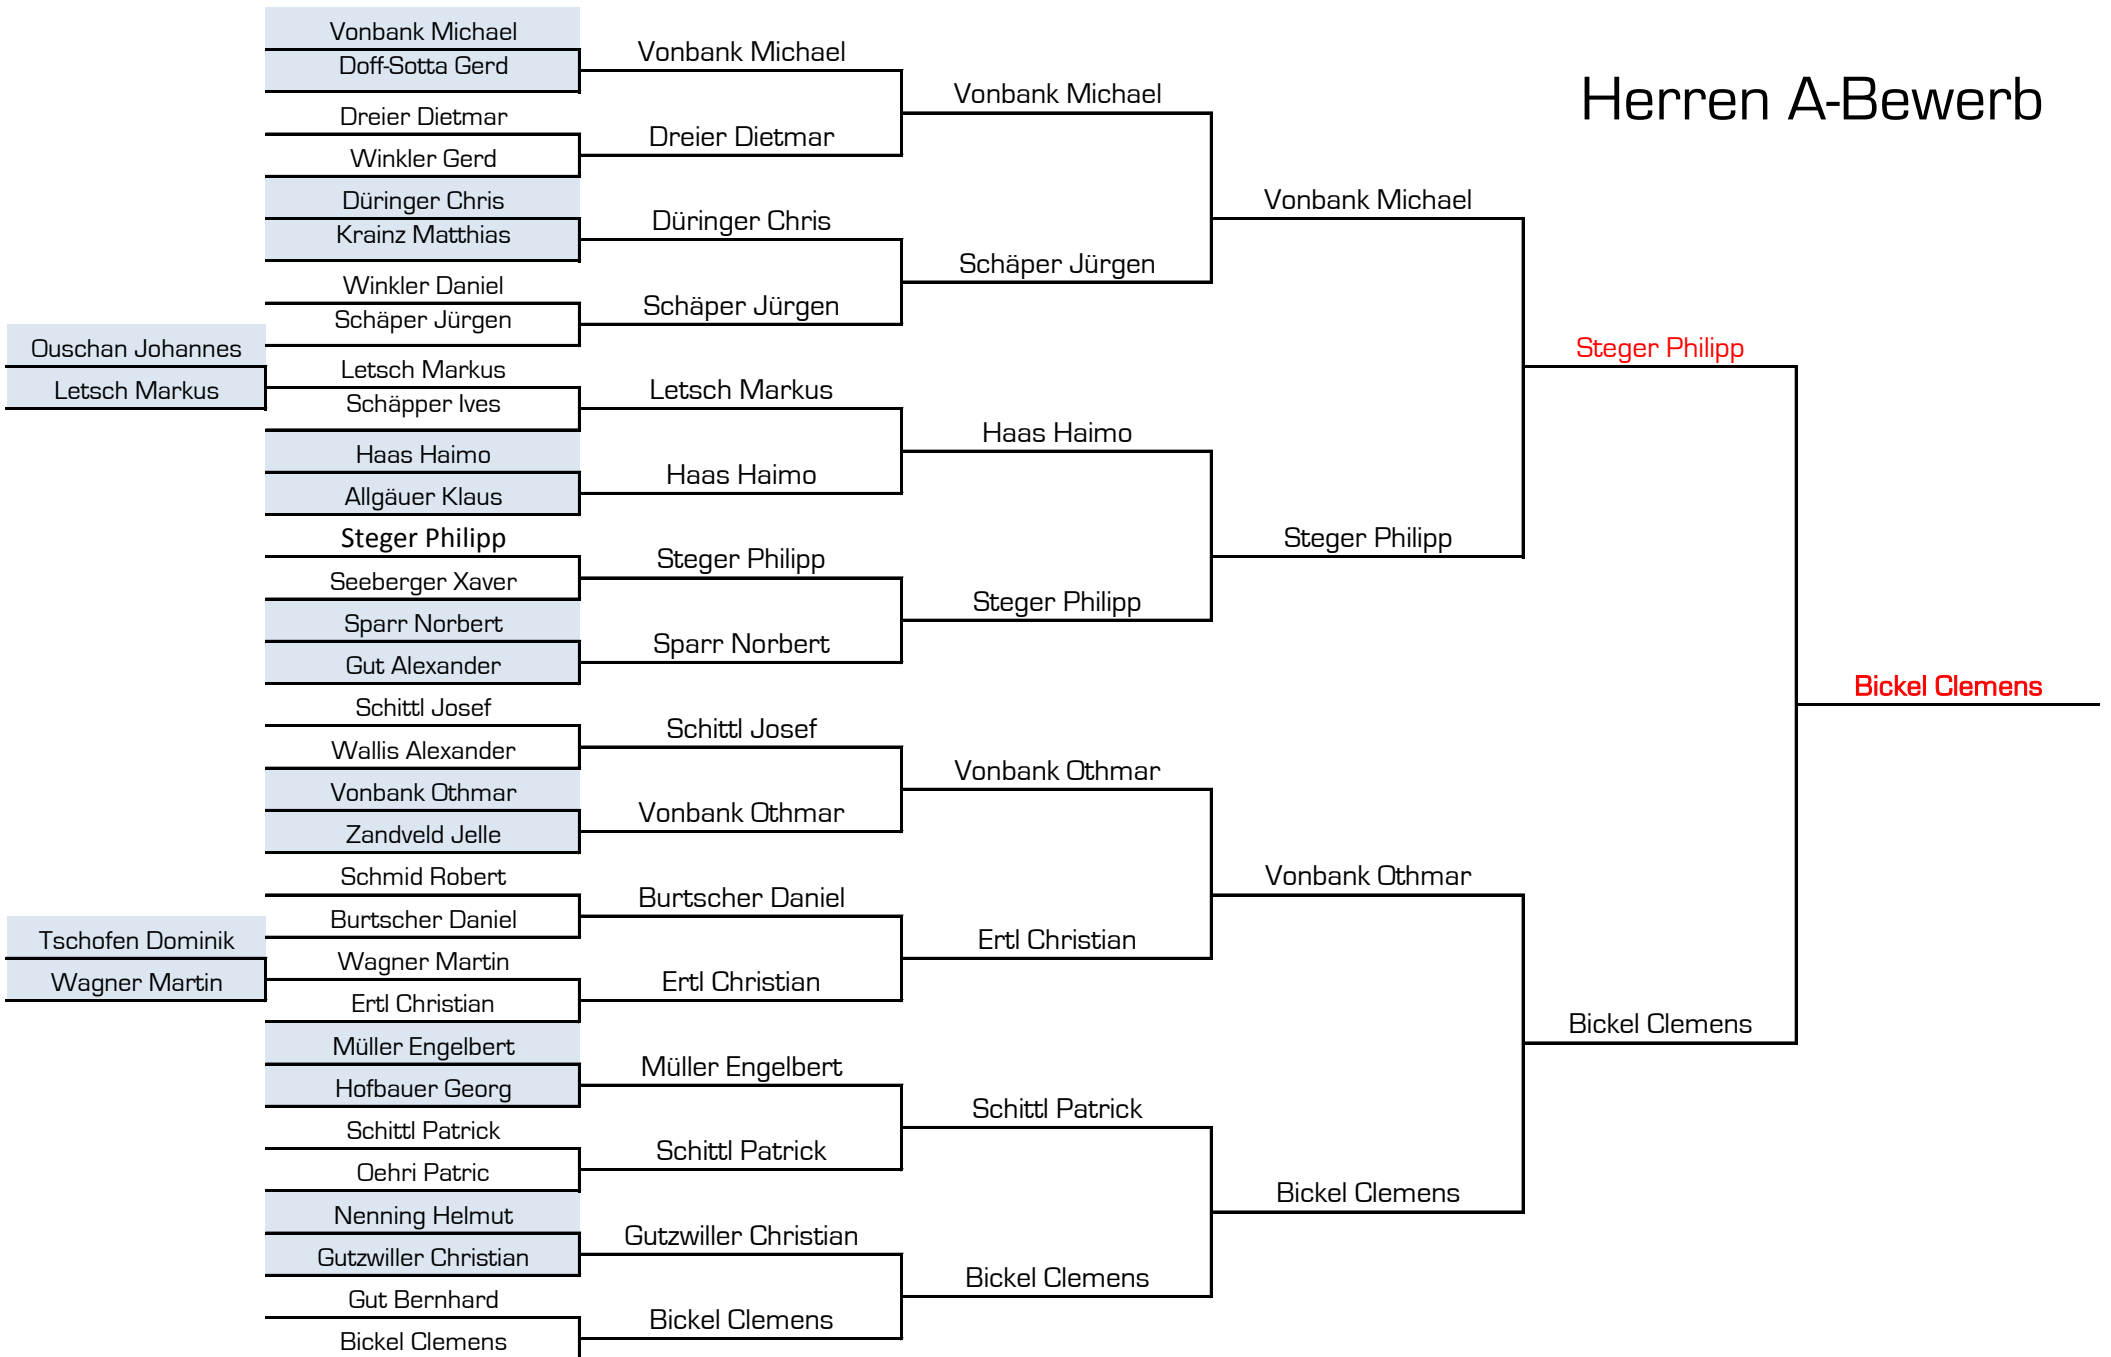 Herren A-Bewerb
Ouschan Johannes
Letsch Markus
Tschofen Dominik
Wagner Martin
Vonbank Michael
Doff-Sotta Gerd
Dreier Dietmar
Winkler Gerd
Düringer Chris
Krainz Matthias
Winkler Daniel
Schäper Jürgen
Letsch Markus
Schäpper Ives
Haas Haimo
Allgäuer Klaus
Steger Philipp
Seeberger Xaver
Sparr Norbert
Gut Alexander
Schittl Josef
Wallis Alexander
Vonbank Othmar
Zandveld Jelle
Schmid Robert
Burtscher Daniel
Wagner Martin
Ertl Christian
Müller Engelbert
Hofbauer Georg
Schittl Patrick
Oehri Patric
Nenning Helmut
Gutzwiller Christian
Gut Bernhard
Bickel Clemens
Vonbank Michael
Dreier Dietmar
Düringer Chris
Schäper Jürgen
Letsch Markus
Haas Haimo
Steger Philipp
Sparr Norbert
Schittl Josef
Vonbank Othmar
Burtscher Daniel
Ertl Christian
Müller Engelbert
Schittl Patrick
Gutzwiller Christian
Bickel Clemens
Vonbank Michael
Schäper Jürgen
Haas Haimo
Steger Philipp
Vonbank Othmar
Ertl Christian
Schittl Patrick
Bickel Clemens
Vonbank Michael
Steger Philipp
Vonbank Othmar
Bickel Clemens
Steger Philipp
Bickel Clemens
Bickel Clemens